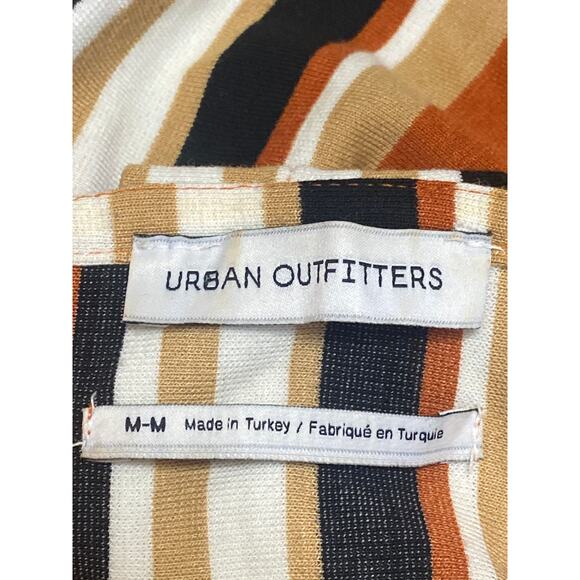 URBAN OUTFITTERS
M-M Made in Turkey / Fabriqué en Turquie